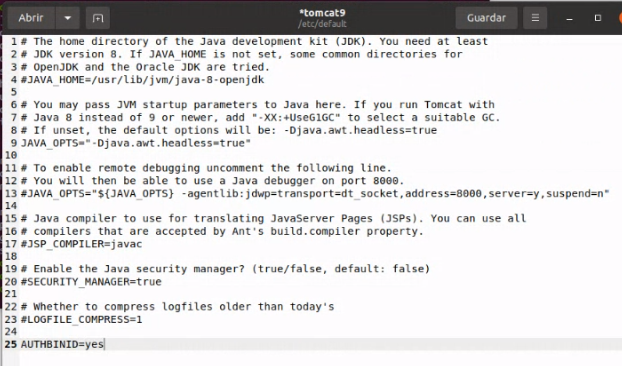 Abrir
*tomcat9
/etc/default
Guardar
1 # The home directory of the Java development kit (JDK). You need at least
2 # JDK version 8. If JAVA_HOME is not set, some common directories for
3 # OpenJDK and the Oracle JDK are tried.
4 #JAVA_HOME=/usr/lib/jvm/java-8-openjdk
5
6 # You may pass JVM startup parameters to Java here. If you run Tomcat with
7 # Java 8 instead of 9 or newer, add "-XX:+UseG1GC" to select a suitable GC.
8 # If unset, the default options will be: -Djava.awt.headless=true
9 JAVA_OPTS="-Djava.awt.headless=true"
10
11 # To enable remote debugging uncomment the following line.
12 # You will then be able to use a Java debugger on port 8000.
13 #JAVA_OPTS="${JAVA_OPTS} -agentlib:jdwp=transport=dt_socket,address=8000,server=y,suspend=n"
14
15 # Java compiler to use for translating JavaServer Pages (JSPs). You can use all
16 # compilers that are accepted by Ant's build.compiler property.
17 #JSP_COMPILER=javac
18
19 # Enable the Java security manager? (true/false, default: false)
20 #SECURITY_MANAGER=true
21
22 # Whether to compress logfiles older than today's
23 #LOGFILE_COMPRESS=1
24
25 AUTHBINID=yes